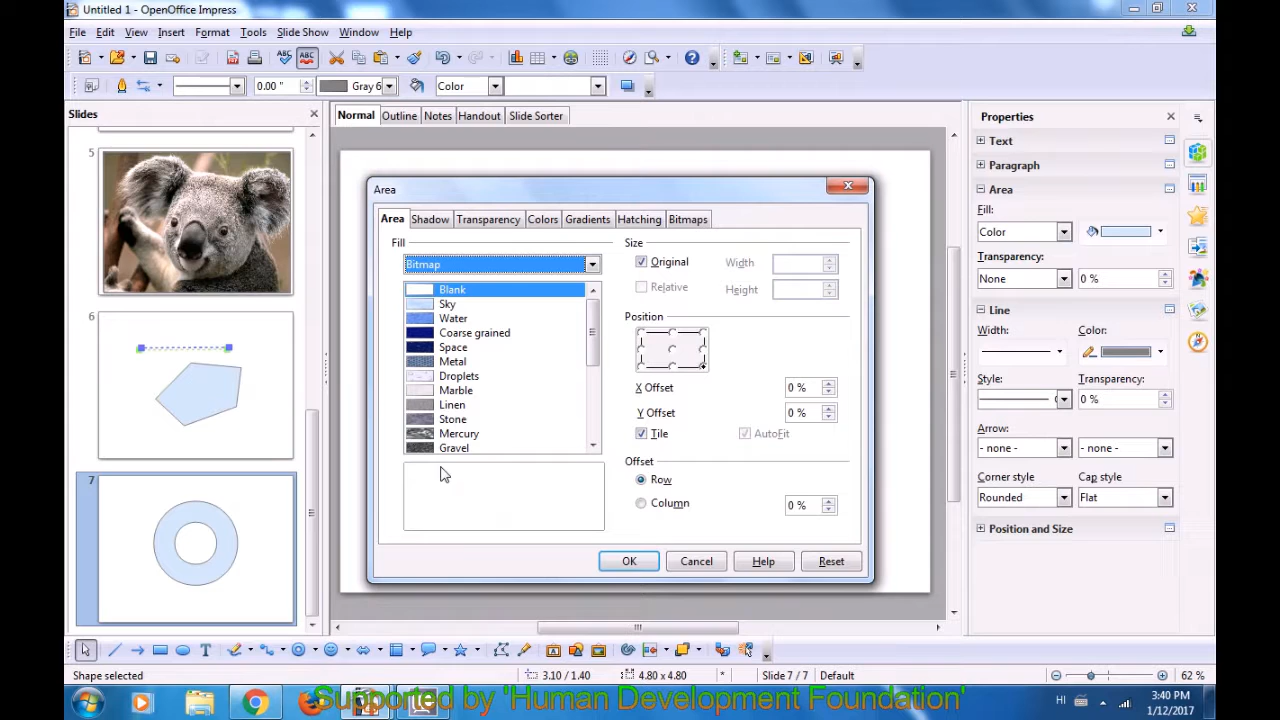 Untitled 1 - OpenOffice Impress
File Edit View Insert Format Tools Slide Show Window Help
0.00 " Gray 6 Color
Slides
Normal Outline Notes Handout Slide Sorter
Properties
5
6
7
Area
Area Shadow Transparency Colors Gradients Hatching Bitmaps
Fill
Bitmap
Blank
Sky
Water
Coarse grained
Space
Metal
Droplets
Marble
Linen
Stone
Mercury
Gravel
Size
Original Width
Relative Height
Position
X Offset 0 %
Y Offset 0 %
Tile AutoFit
Offset
Row
Column 0 %
OK Cancel Help Reset
Text
Paragraph
Area
Fill:
Color
Transparency:
None 0 %
Line
Width: Color:
Style: Transparency:
0 %
Arrow:
- none - - none -
Corner style Cap style
Rounded Flat
Position and Size
Shape selected 3.10 / 1.40 4.80 x 4.80 * Slide 7 / 7 Default 62 %
HI 3:40 PM
1/12/2017
Supported by 'Human Development Foundation'